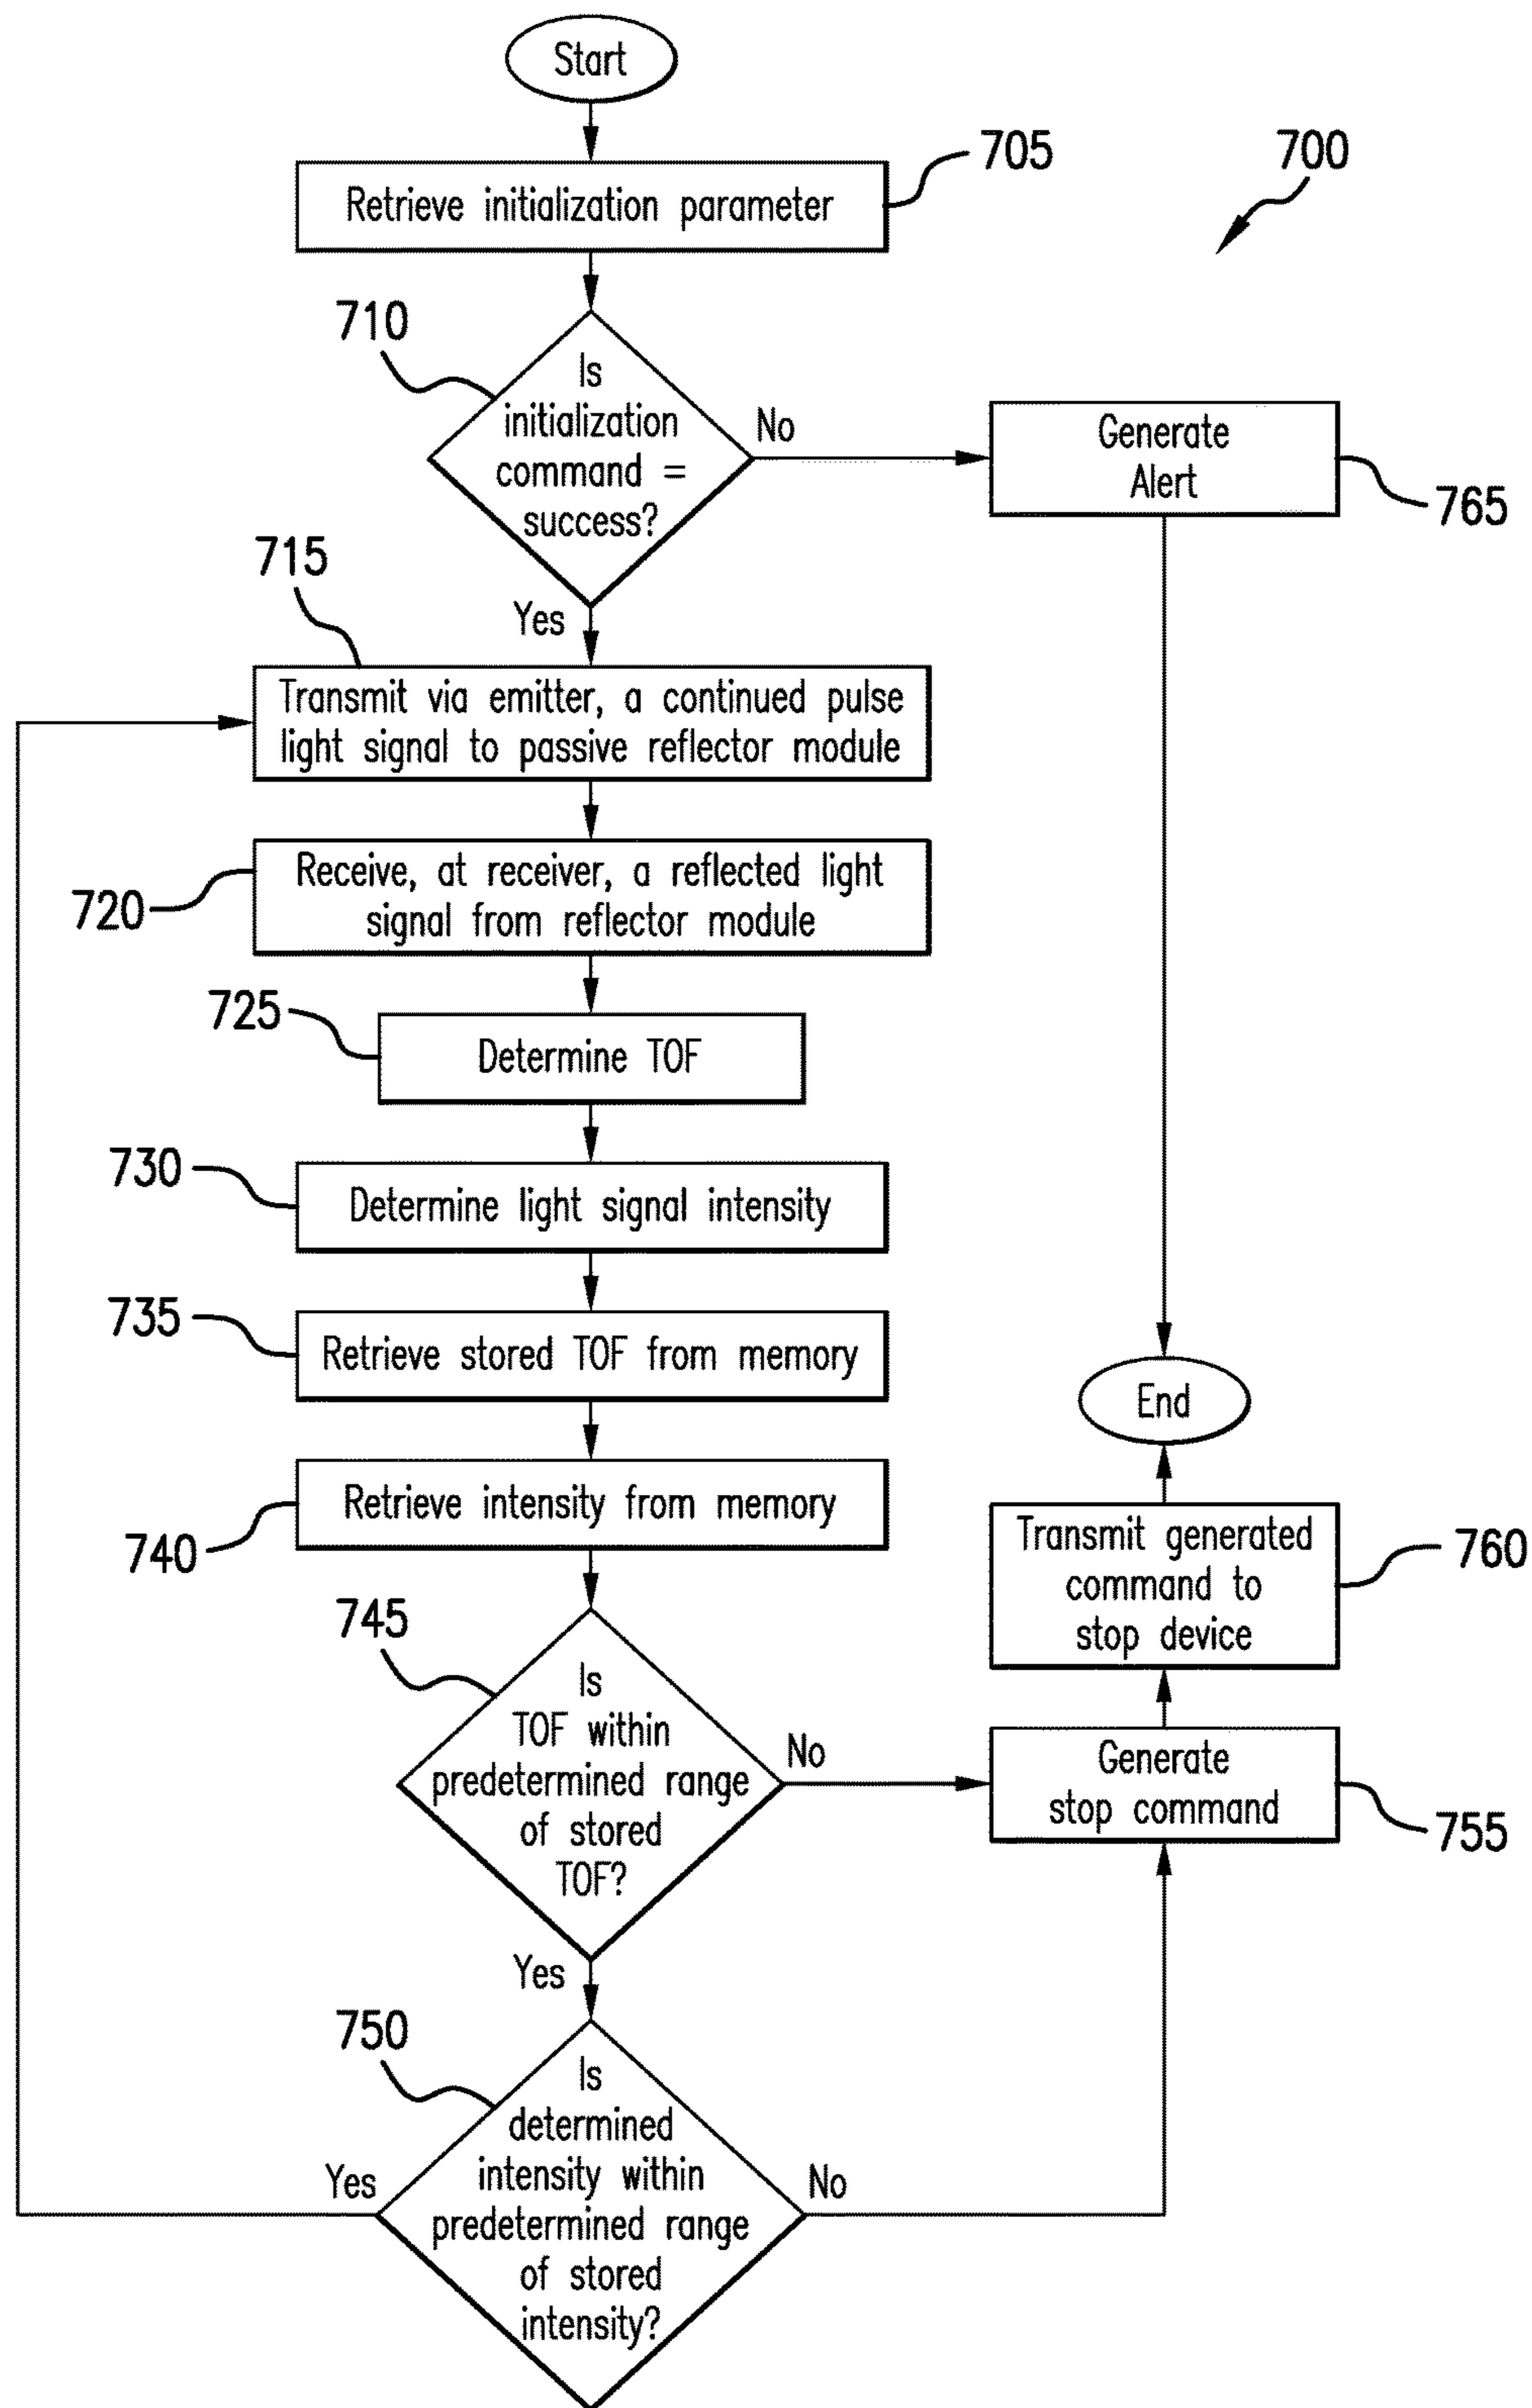 Start
705
700
Retrieve initialization parameter
710
Is
initialization
command =
success?
No
Generate
Alert
765
Yes
715
Transmit via emitter, a continued pulse
light signal to passive reflector module
720
Receive, at receiver, a reflected light
signal from reflector module
725
Determine TOF
730
Determine light signal intensity
735
Retrieve stored TOF from memory
740
Retrieve intensity from memory
End
Transmit generated
command to
stop device
760
745
Is
TOF within
predetermined range
of stored
TOF?
No
Generate
stop command
755
Yes
750
Is
determined
intensity within
predetermined range
of stored
intensity?
Yes
No